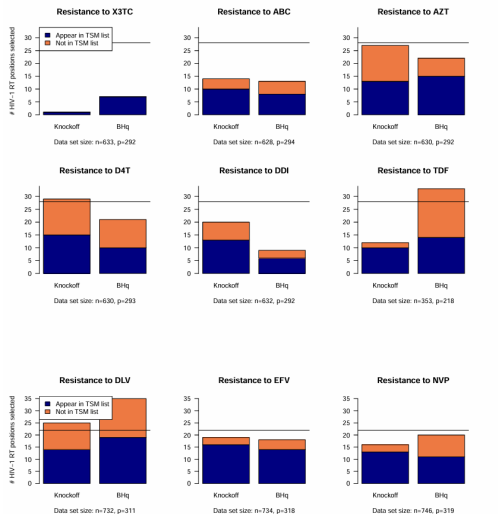 Resistance to X3TC
Resistance to ABC
Resistance to AZT
# HIV−1 RT positions selected
Appear in TSM list
Not in TSM list
0 5 10 15 20 25 30
0 5 10 15 20 25 30
0 5 10 15 20 25 30
Knockoff BHq
Knockoff BHq
Knockoff BHq
Data set size: n=633, p=292
Data set size: n=628, p=294
Data set size: n=630, p=292
Resistance to D4T
Resistance to DDI
Resistance to TDF
0 5 10 15 20 25 30
0 5 10 15 20 25 30
0 5 10 15 20 25 30
Knockoff BHq
Knockoff BHq
Knockoff BHq
Data set size: n=630, p=293
Data set size: n=632, p=292
Data set size: n=353, p=218
Resistance to DLV
Resistance to EFV
Resistance to NVP
# HIV−1 RT positions selected
Appear in TSM list
Not in TSM list
0 5 10 15 20 25 30 35
0 5 10 15 20 25 30 35
0 5 10 15 20 25 30 35
Knockoff BHq
Knockoff BHq
Knockoff BHq
Data set size: n=732, p=311
Data set size: n=734, p=318
Data set size: n=746, p=319